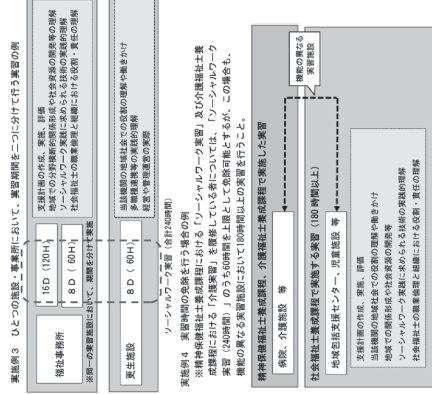 実施例3 ひとつの施設・事業所において、実習期間を二つに分けて行う実習の例
福祉事務所
16D（120H）
8D（ 60H）
支援計画の作成、実施、評価
地域での分野横断的関係形成や社会資源の開発等の理解
ソーシャルワーク実践に求められる技術の実践的理解
社会福祉士の職業倫理と組織における役割・責任の理解
※同一の実習施設において、期間を分けて実施
更生施設
8D（ 60H）
当該機関の地域社会での役割の理解や働きかけ
多職種連携等の実践的理解
経営や管理運営の実際
ソーシャルワーク実習（合計240時間）
実施例4 実習時間の免除を行う場合の例
※精神保健福祉士養成課程における「ソーシャルワーク実習」及び介護福祉士養
成課程における「介護実習」を履修している者については、「ソーシャルワーク
実習（240時間）」のうち60時間を上限として免除可能とするが、この場合も、
機能の異なる実習施設において180時間以上の実習を行うこと。
精神保健福祉士養成課程、介護福祉士養成課程で実施した実習
病院、介護施設 等
機能の異なる
実習施設
社会福祉士養成課程で実施する実習（180 時間以上）
地域包括支援センター、児童施設 等
支援計画の作成、実施、評価
当該機関の地域社会での役割の理解や働きかけ
地域での関係形成や社会資源の開発等
ソーシャルワーク実践に求められる技術の実践的理解
社会福祉士の職業倫理と組織における役割・責任の理解